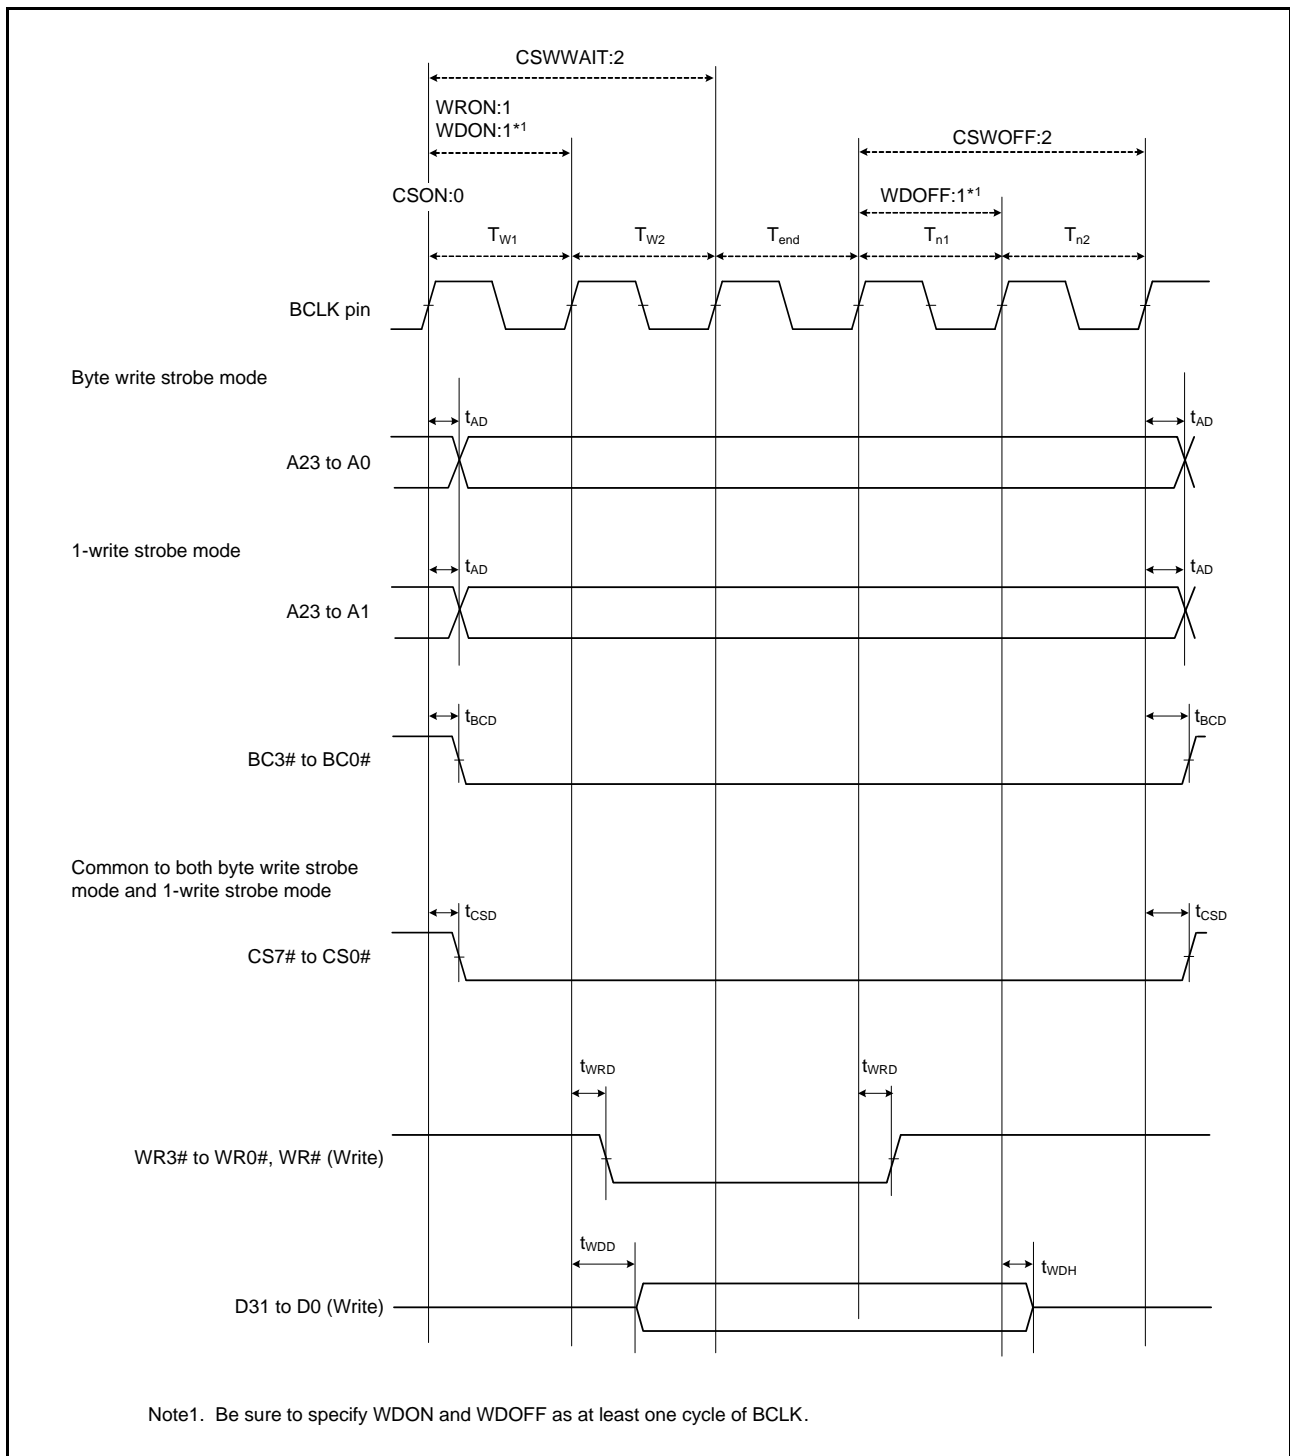 CSWWAIT:2
WRON:1
WDON:1*1
CSWOFF:2
CSON:0
WDOFF:1*1
TW1
TW2
Tend
Tn1
Tn2
BCLK pin
Byte write strobe mode
tAD
tAD
A23 to A0
1-write strobe mode
tAD
tAD
A23 to A1
tBCD
tBCD
BC3# to BC0#
Common to both byte write strobe
mode and 1-write strobe mode
tCSD
tCSD
CS7# to CS0#
tWRD
tWRD
WR3# to WR0#, WR# (Write)
tWDD
tWDH
D31 to D0 (Write)
Note1. Be sure to specify WDON and WDOFF as at least one cycle of BCLK.